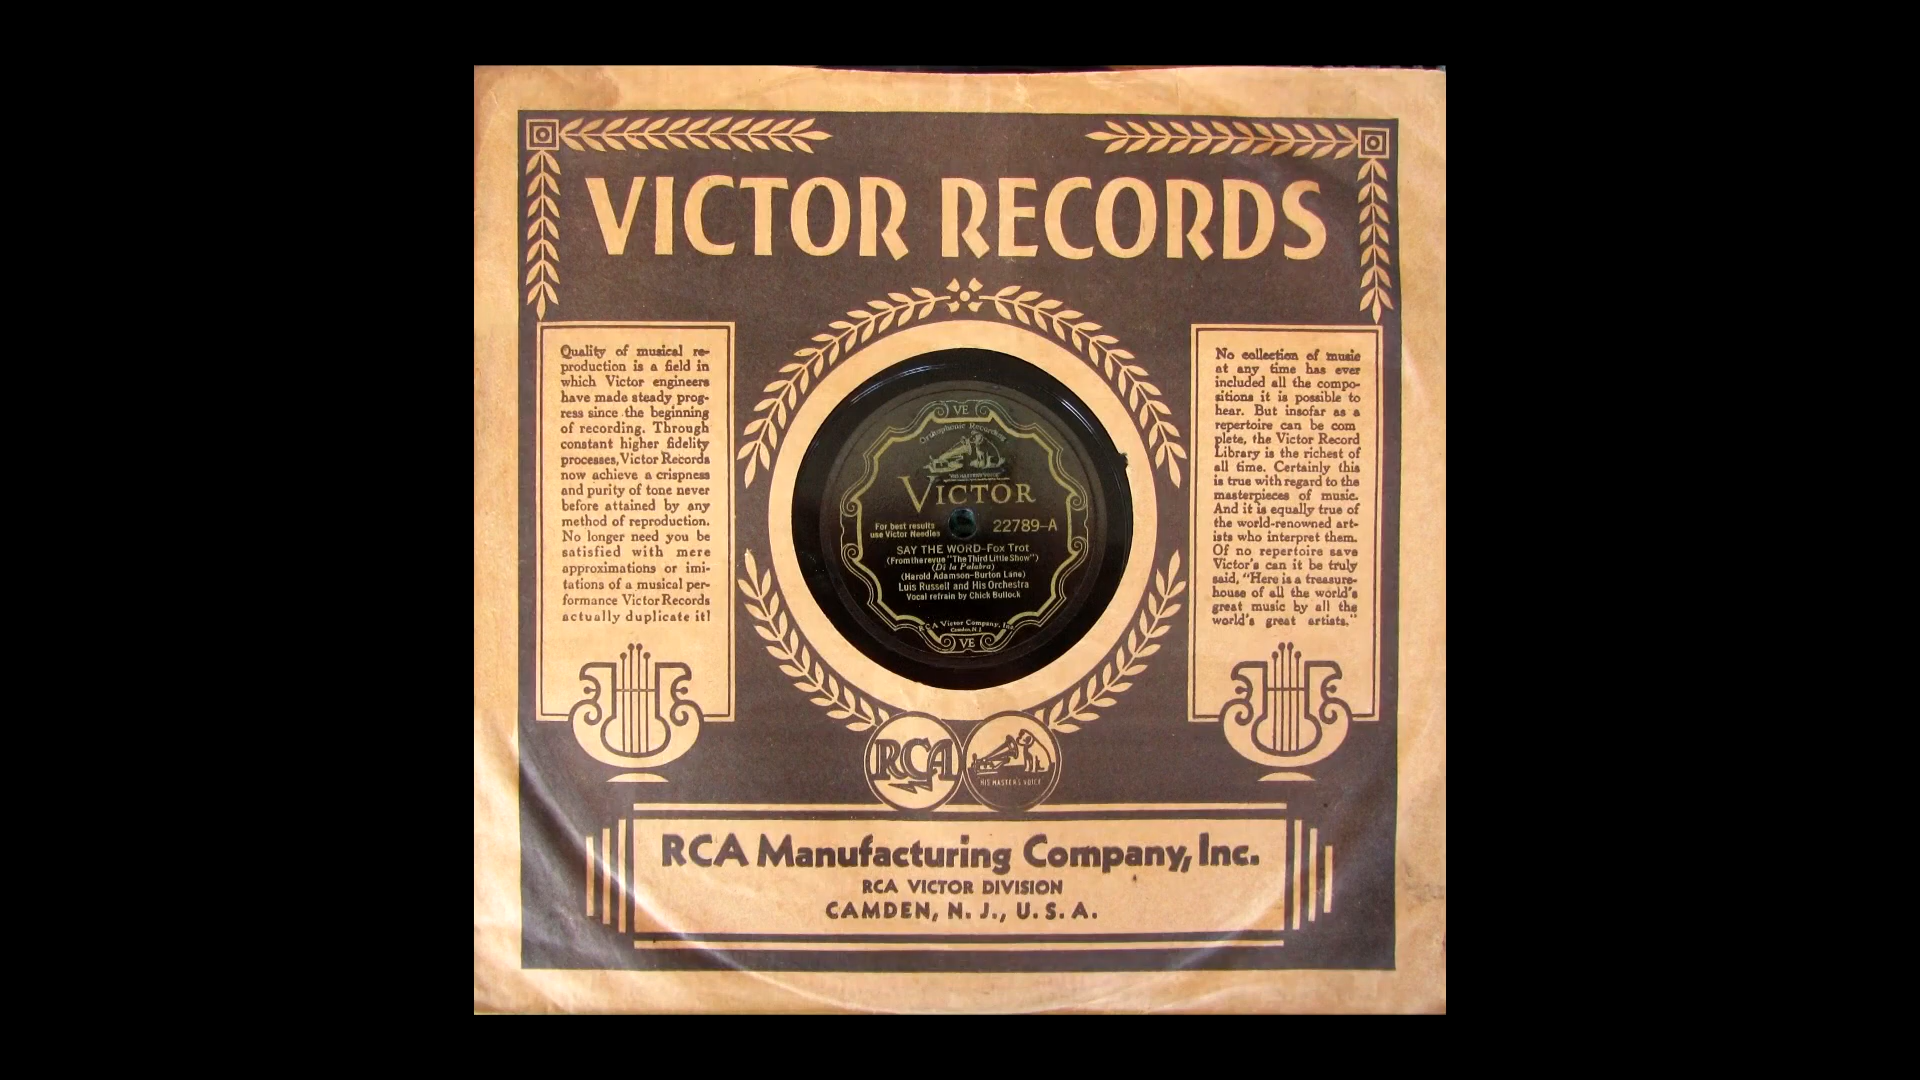 VICTOR RECORDS
Quality of musical re-
production is a field in
which Victor engineers
have made steady prog-
ress since the beginning
of recording. Through
constant higher fidelity
processes, Victor Records
now achieve a crispness
and purity of tone never
before attained by any
method of reproduction.
No longer need you be
satisfied with mere
approximations or imi-
tations of a musical per-
formance Victor Records
actually duplicate it!
VE
Orthophonic Recording
"HIS MASTER'S VOICE"
VICTOR
For best results
use Victor Needles
22789-A
SAY THE WORD-Fox Trot
(From the revue "The Third Little Show")
(Di la Palabra)
(Harold Adamson-Burton Lane)
Luis Russell and His Orchestra
Vocal refrain by Chick Bullock
RCA Victor Company, Inc.
Camden, N.J.
VE
No collection of music
at any time has ever
included all the compo-
sitions it is possible to
hear. But insofar as a
repertoire can be com
plete, the Victor Record
Library is the richest of
all time. Certainly this
is true with regard to the
masterpieces of music.
And it is equally true of
the world-renowned art-
ists who interpret them.
Of no repertoire save
Victor's can it be truly
said, "Here is a treasure-
house of all the world's
great music by all the
world's great artists."
RCA
HIS MASTER'S VOICE
RCA Manufacturing Company, Inc.
RCA VICTOR DIVISION
CAMDEN, N. J., U. S. A.